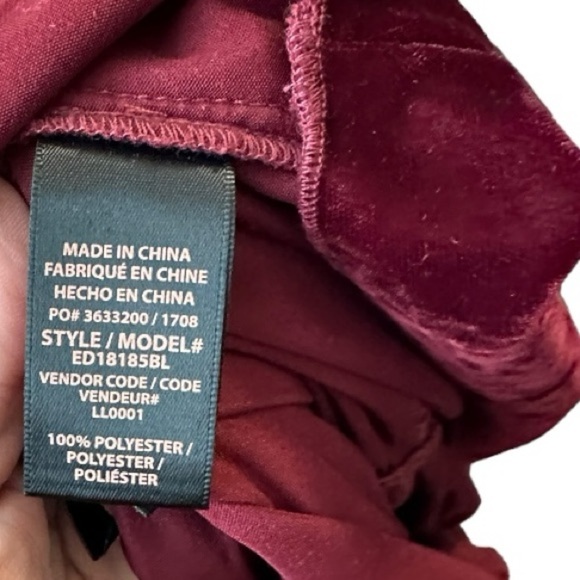 MADE IN CHINA
FABRIQUÉ EN CHINE
HECHO EN CHINA
PO# 3633200 / 1708
STYLE / MODEL#
ED18185BL
VENDOR CODE / CODE
VENDEUR#
LL0001
100% POLYESTER /
POLYESTER /
POLIÉSTER